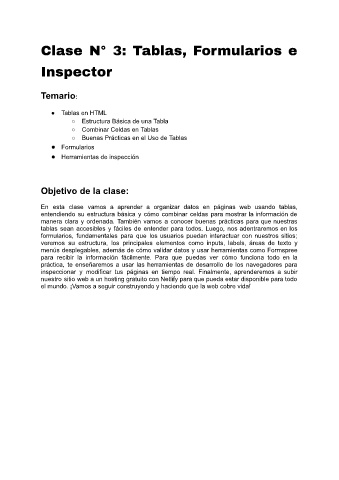 Clase N° 3: Tablas, Formularios e
Inspector
Temario:
● Tablas en HTML
○ Estructura Básica de una Tabla
○ Combinar Celdas en Tablas
○ Buenas Prácticas en el Uso de Tablas
● Formularios
● Herramientas de inspección
Objetivo de la clase:
En esta clase vamos a aprender a organizar datos en páginas web usando tablas,
entendiendo su estructura básica y cómo combinar celdas para mostrar la información de
manera clara y ordenada. También vamos a conocer buenas prácticas para que nuestras
tablas sean accesibles y fáciles de entender para todos. Luego, nos adentraremos en los
formularios, fundamentales para que los usuarios puedan interactuar con nuestros sitios;
veremos su estructura, los principales elementos como inputs, labels, áreas de texto y
menús desplegables, además de cómo validar datos y usar herramientas como Formspree
para recibir la información fácilmente. Para que puedas ver cómo funciona todo en la
práctica, te enseñaremos a usar las herramientas de desarrollo de los navegadores para
inspeccionar y modificar tus páginas en tiempo real. Finalmente, aprenderemos a subir
nuestro sitio web a un hosting gratuito con Netlify para que pueda estar disponible para todo
el mundo. ¡Vamos a seguir construyendo y haciendo que la web cobre vida!